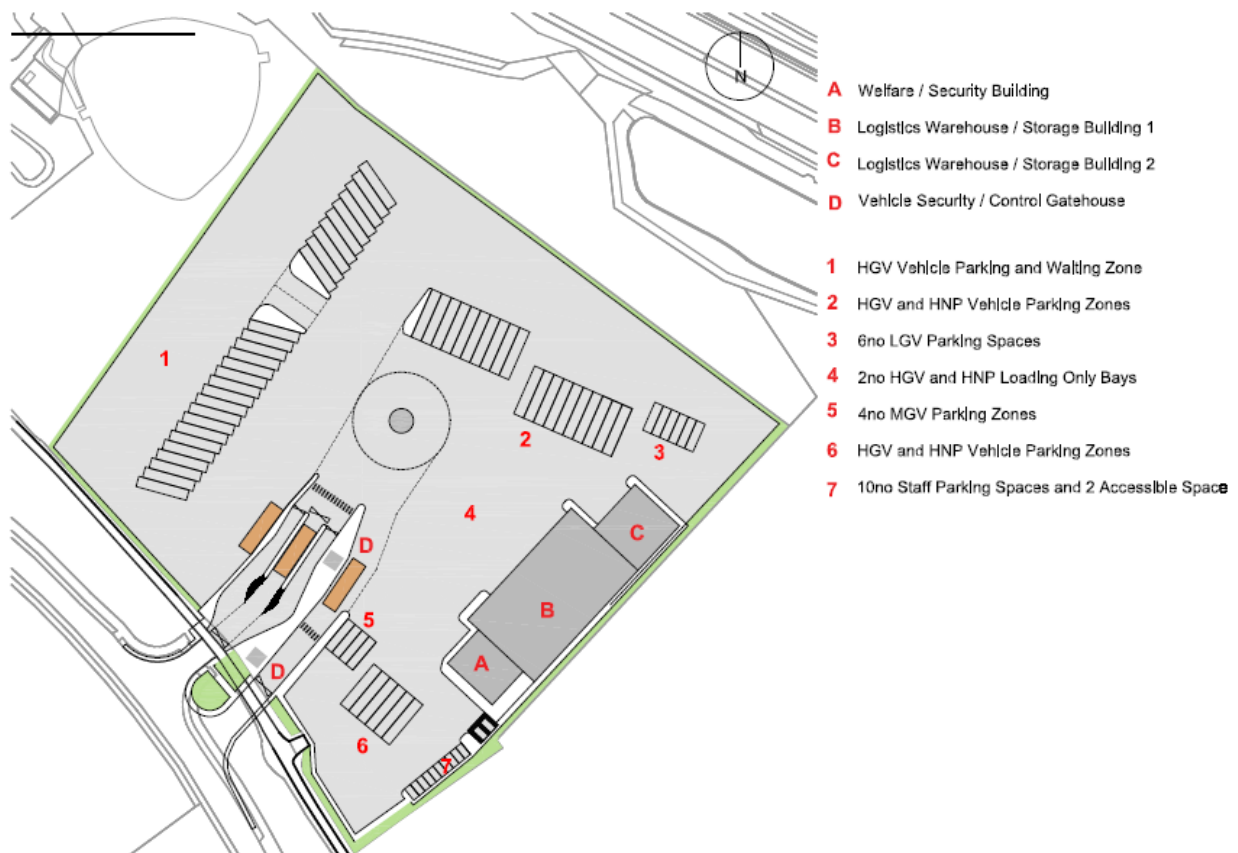 N
A Welfare / Security Building
B Logistics Warehouse / Storage Building 1
C Logistics Warehouse / Storage Building 2
D Vehicle Security / Control Gatehouse
1 HGV Vehicle Parking and Waiting Zone
2 HGV and HNP Vehicle Parking Zones
3 6no LGV Parking Spaces
4 2no HGV and HNP Loading Only Bays
5 4no MGV Parking Zones
6 HGV and HNP Vehicle Parking Zones
7 10no Staff Parking Spaces and 2 Accessible Space
1
2
3
4
C
D
B
5
A
D
6
7